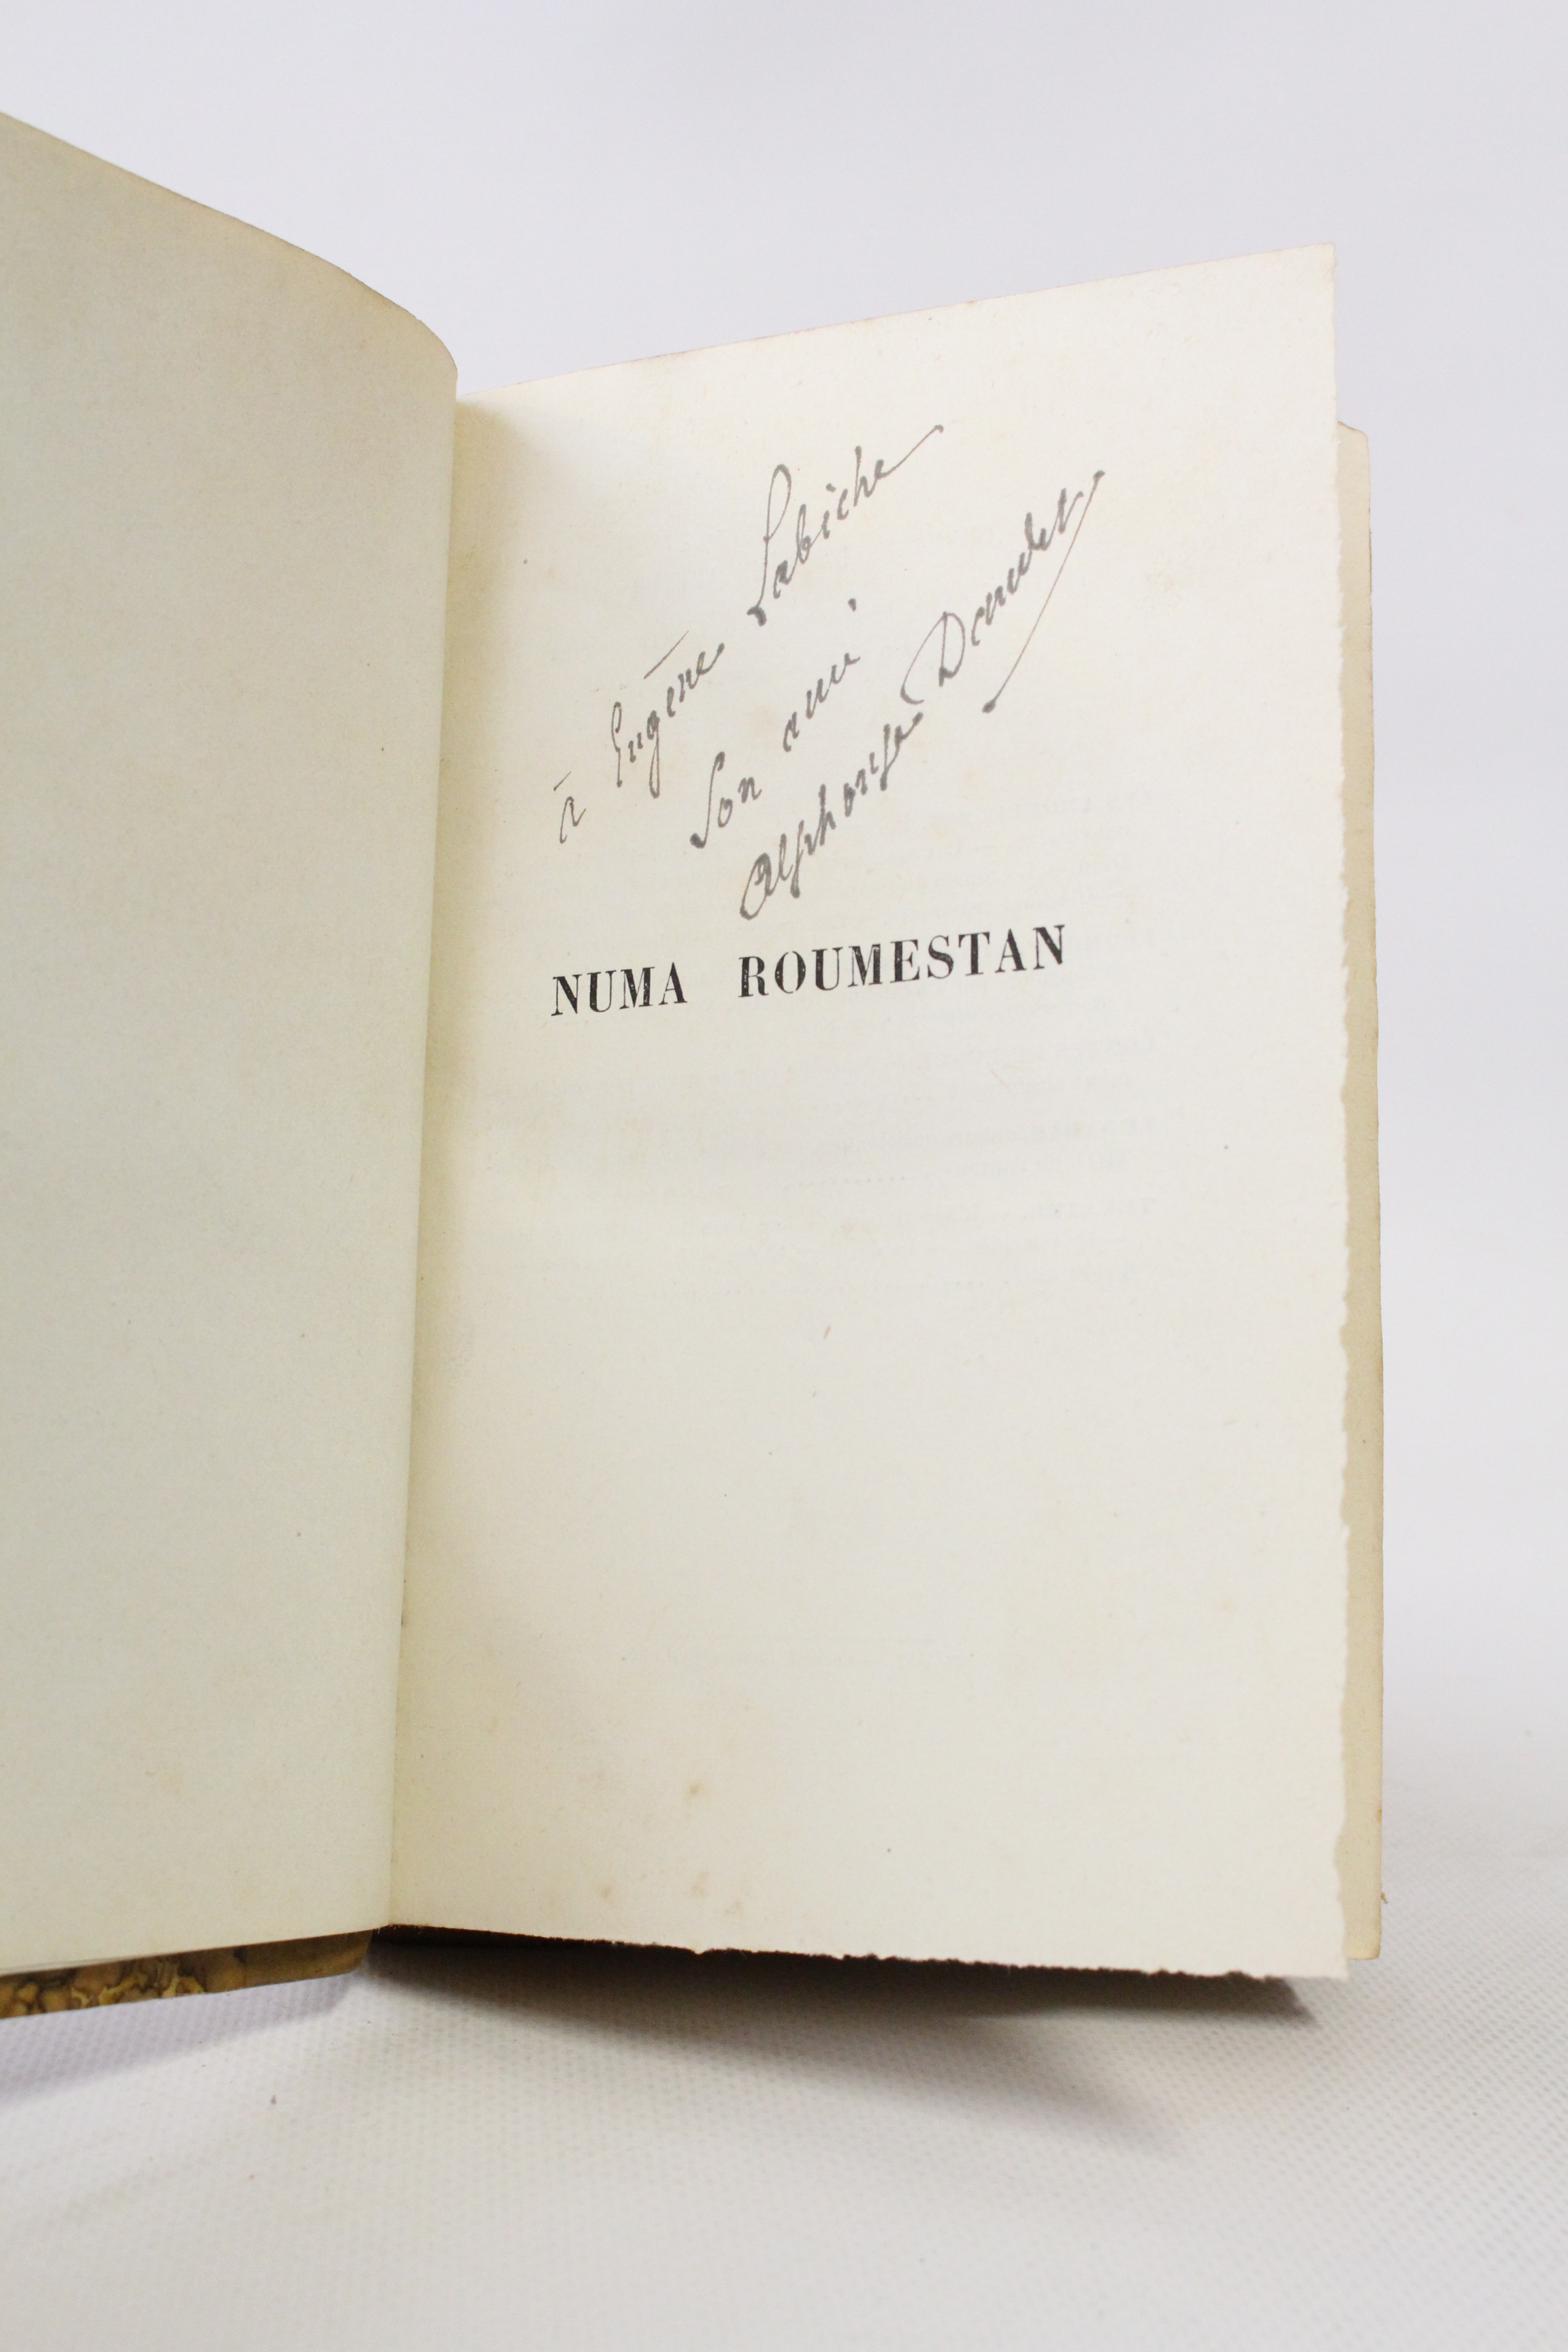 à Eugène Labiche
Son ami
Alphonse Daudet
NUMA ROUMESTAN